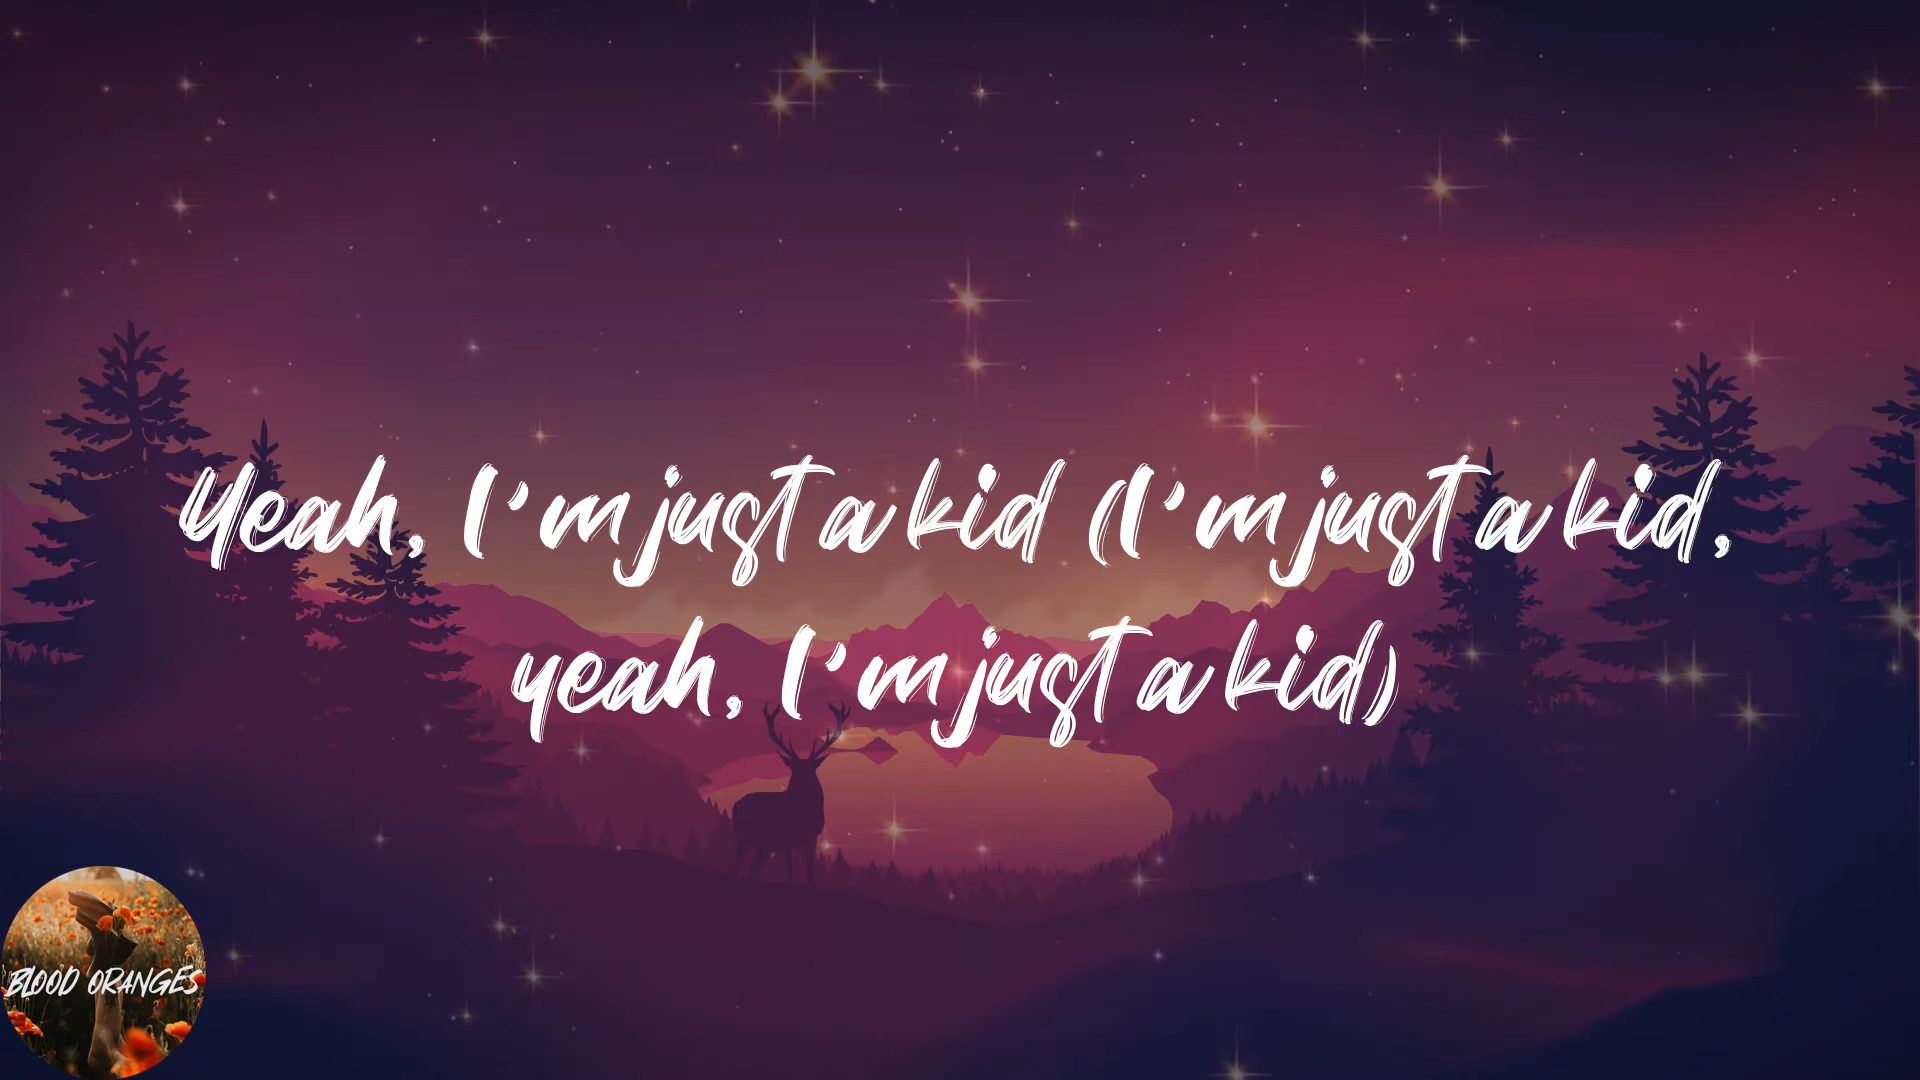 Yeah, I'm just a kid (I'm just a kid,
yeah, I'm just a kid)
BLOOD ORANGES